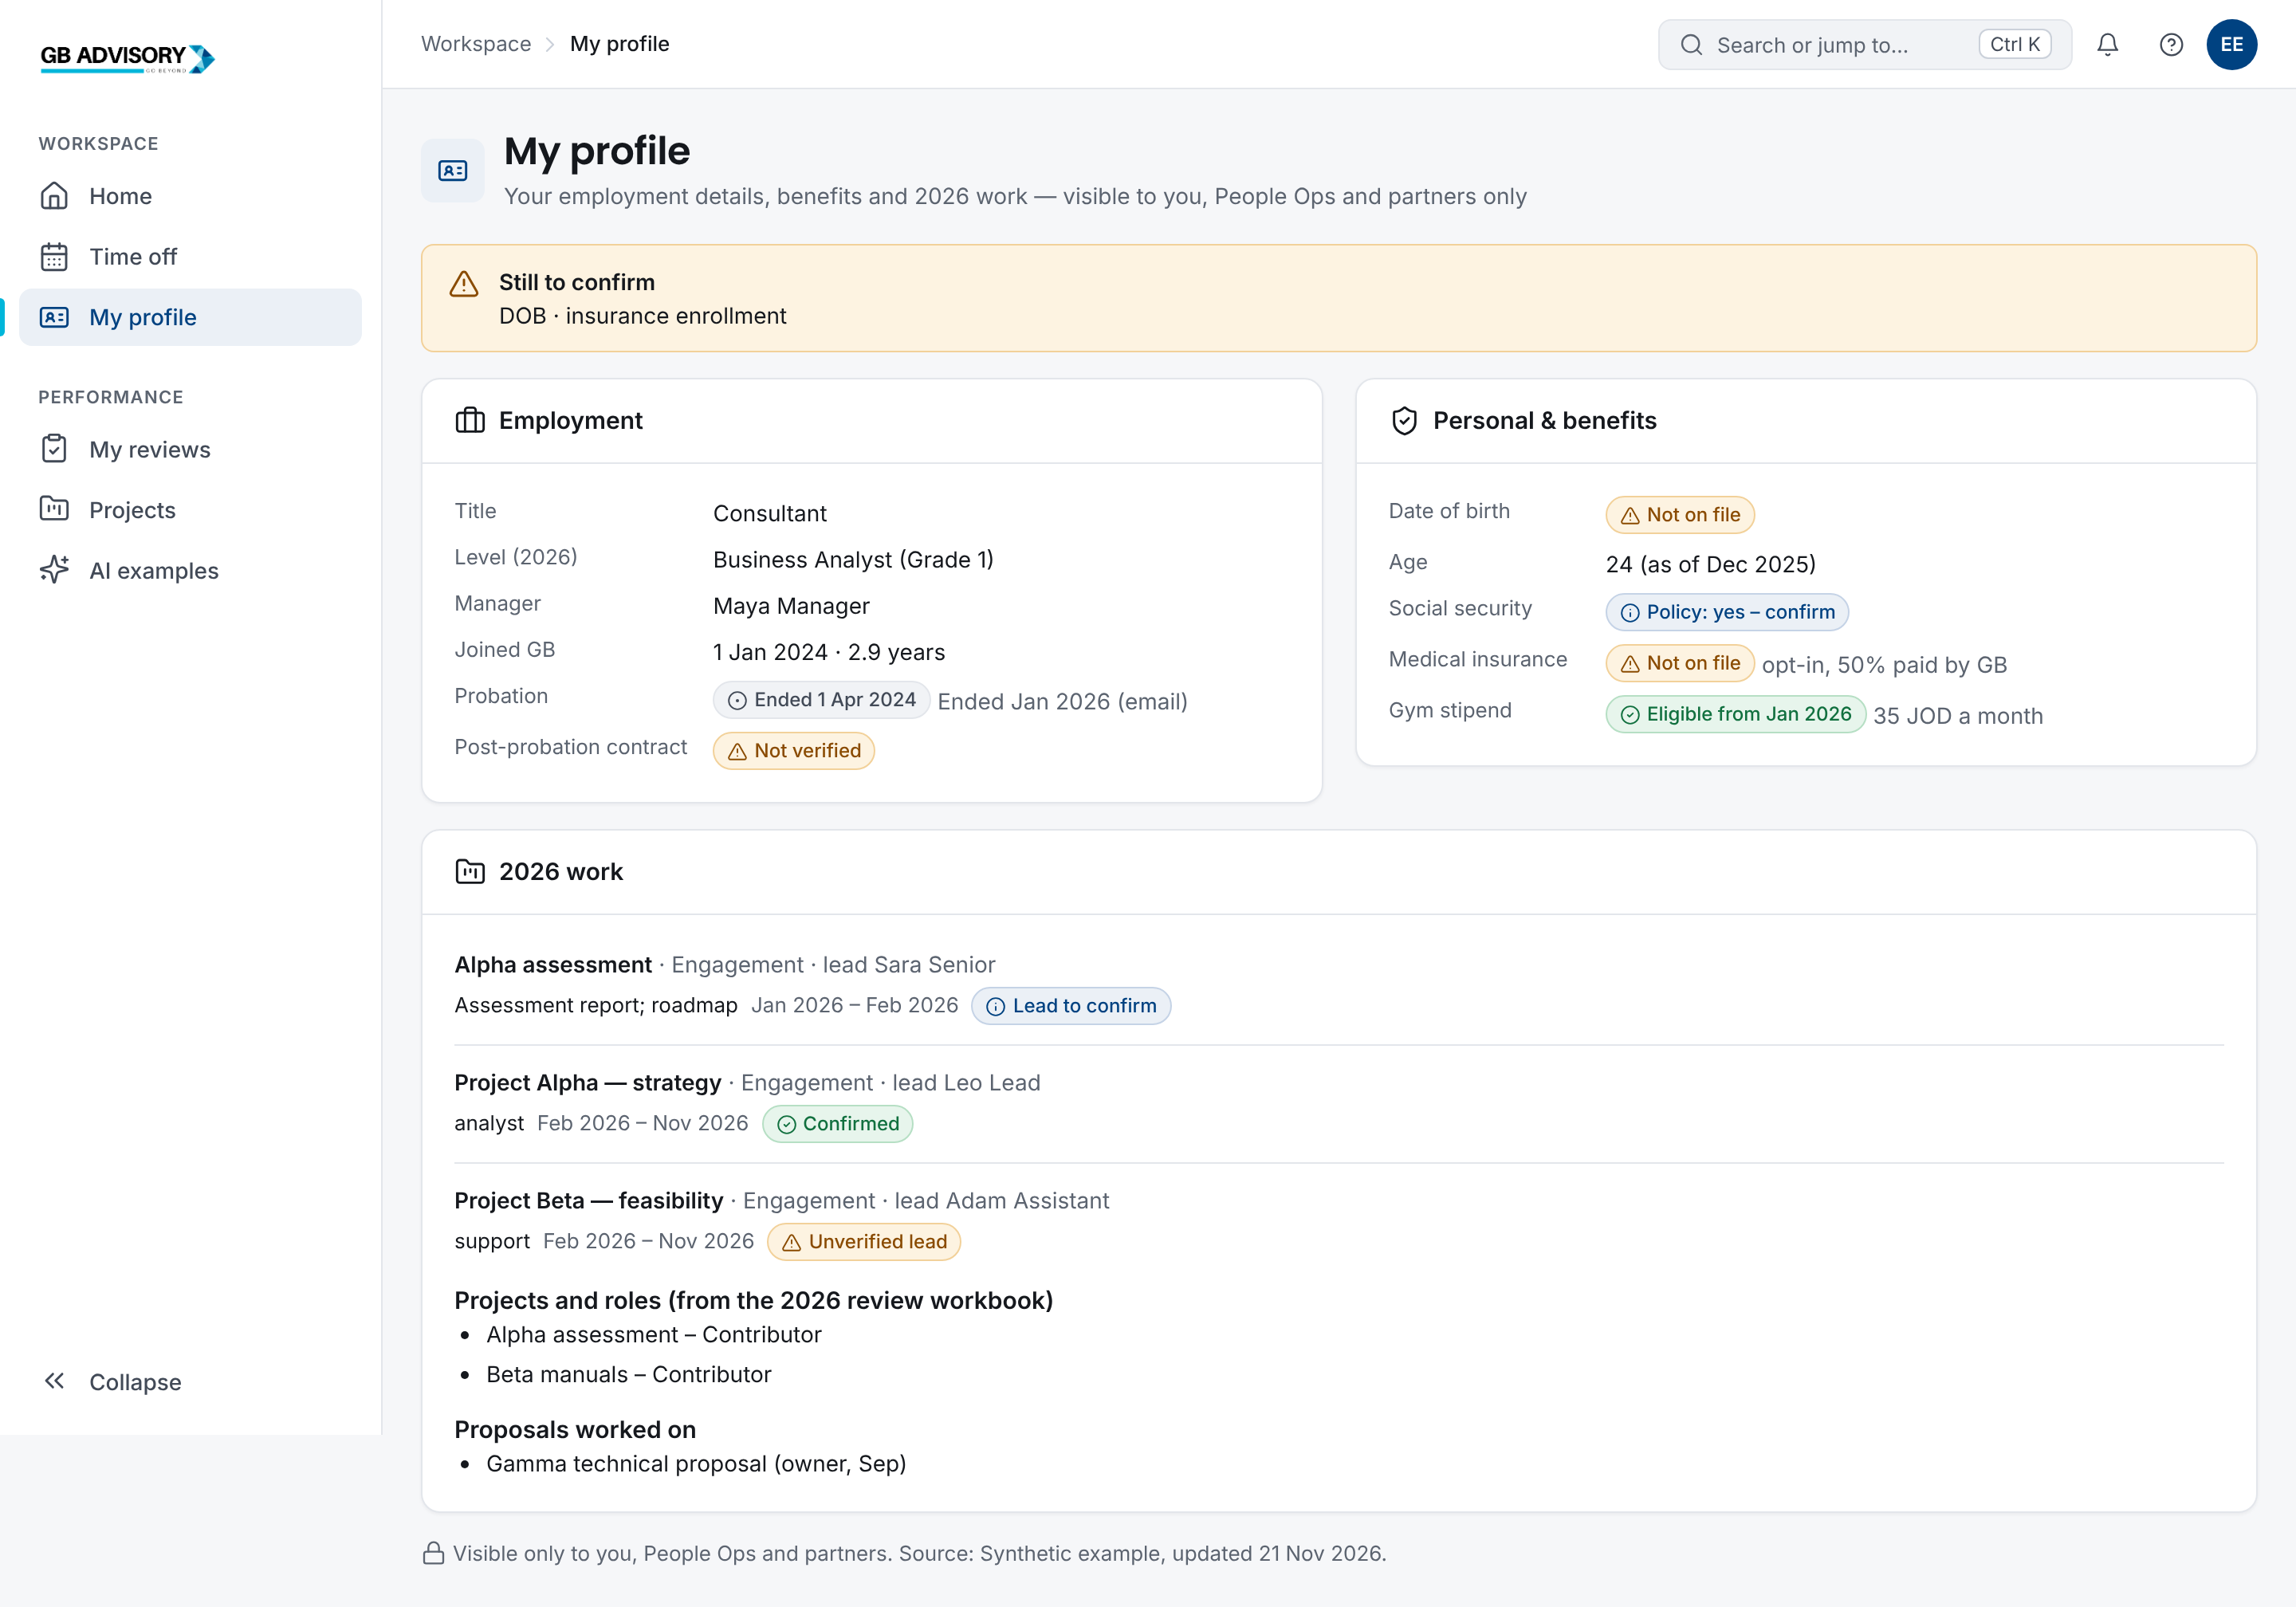 GB ADVISORY
GO BEYOND
WORKSPACE
Home
Time off
My profile
PERFORMANCE
My reviews
Projects
AI examples
Collapse
Workspace My profile
Search or jump to... Ctrl K
EE
My profile
Your employment details, benefits and 2026 work — visible to you, People Ops and partners only
Still to confirm
DOB · insurance enrollment
Employment
Title Consultant
Level (2026) Business Analyst (Grade 1)
Manager Maya Manager
Joined GB 1 Jan 2024 · 2.9 years
Probation Ended 1 Apr 2024 Ended Jan 2026 (email)
Post-probation contract Not verified
Personal & benefits
Date of birth Not on file
Age 24 (as of Dec 2025)
Social security Policy: yes – confirm
Medical insurance Not on file opt-in, 50% paid by GB
Gym stipend Eligible from Jan 2026 35 JOD a month
2026 work
Alpha assessment · Engagement · lead Sara Senior
Assessment report; roadmap Jan 2026 – Feb 2026 Lead to confirm
Project Alpha — strategy · Engagement · lead Leo Lead
analyst Feb 2026 – Nov 2026 Confirmed
Project Beta — feasibility · Engagement · lead Adam Assistant
support Feb 2026 – Nov 2026 Unverified lead
Projects and roles (from the 2026 review workbook)
• Alpha assessment – Contributor
• Beta manuals – Contributor
Proposals worked on
• Gamma technical proposal (owner, Sep)
Visible only to you, People Ops and partners. Source: Synthetic example, updated 21 Nov 2026.